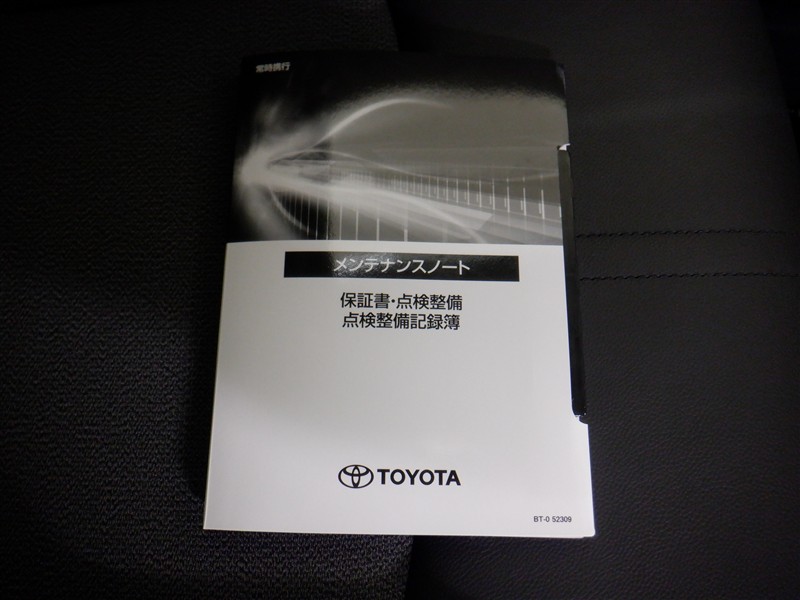 常時携行
メンテナンスノート
保証書・点検整備
点検整備記録簿
TOYOTA
BT-0 52309